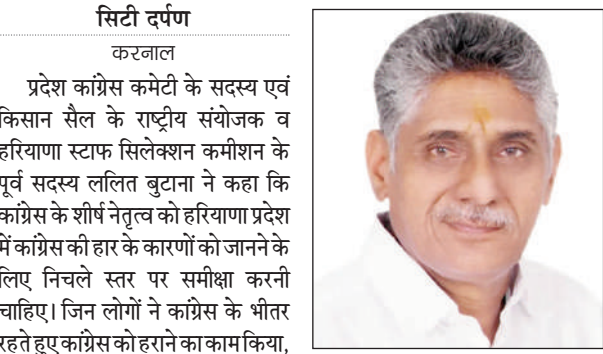 सिटी दर्पण
करनाल
प्रदेश कांग्रेस कमेटी के सदस्य एवं
किसान सैल के राष्ट्रीय संयोजक व
हरियाणा स्टाफ सिलेक्शन कमीशन के
पूर्व सदस्य ललित बुटाना ने कहा कि
कांग्रेस के शीर्ष नेतृत्व को हरियाणा प्रदेश
में कांग्रेस की हार के कारणों को जानने के
लिए निचले स्तर पर समीक्षा करनी
चाहिए। जिन लोगों ने कांग्रेस के भीतर
रहते हुए कांग्रेस को हराने का काम किया,